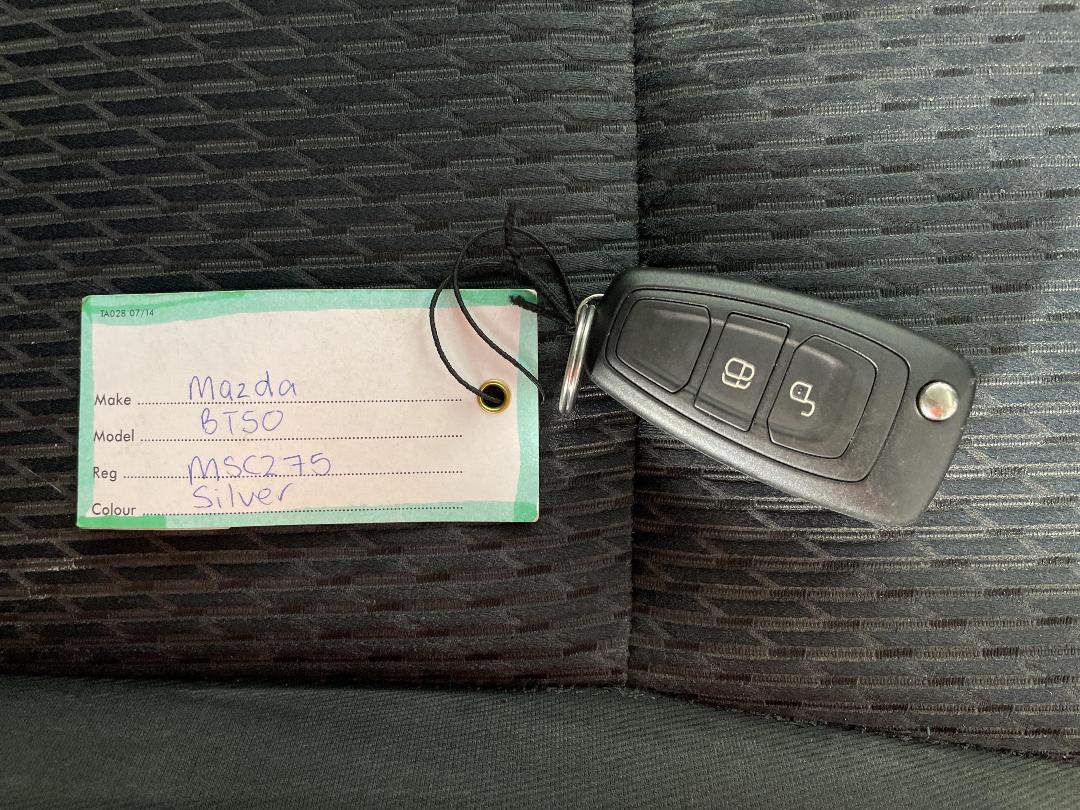 TA028 07/14
Make Mazda
Model BT50
Reg MSC275
Colour Silver